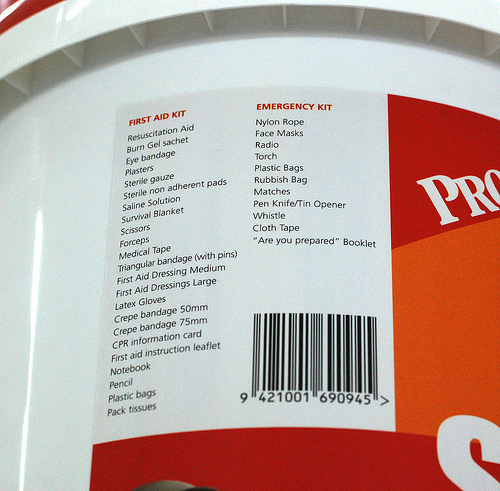 FIRST AID KIT
Resuscitation Aid
Burn Gel sachet
Eye bandage
Plasters
Sterile gauze
Sterile non adherent pads
Saline Solution
Survival Blanket
Scissors
Forceps
Medical Tape
Triangular bandage (with pins)
First Aid Dressing Medium
First Aid Dressings Large
Latex Gloves
Crepe bandage 50mm
Crepe bandage 75mm
CPR information card
First aid instruction leaflet
Notebook
Pencil
Plastic bags
Pack tissues
EMERGENCY KIT
Nylon Rope
Face Masks
Radio
Torch
Plastic Bags
Rubbish Bag
Matches
Pen Knife/Tin Opener
Whistle
Cloth Tape
"Are you prepared" Booklet
9 421001 690945 >
PRO
S